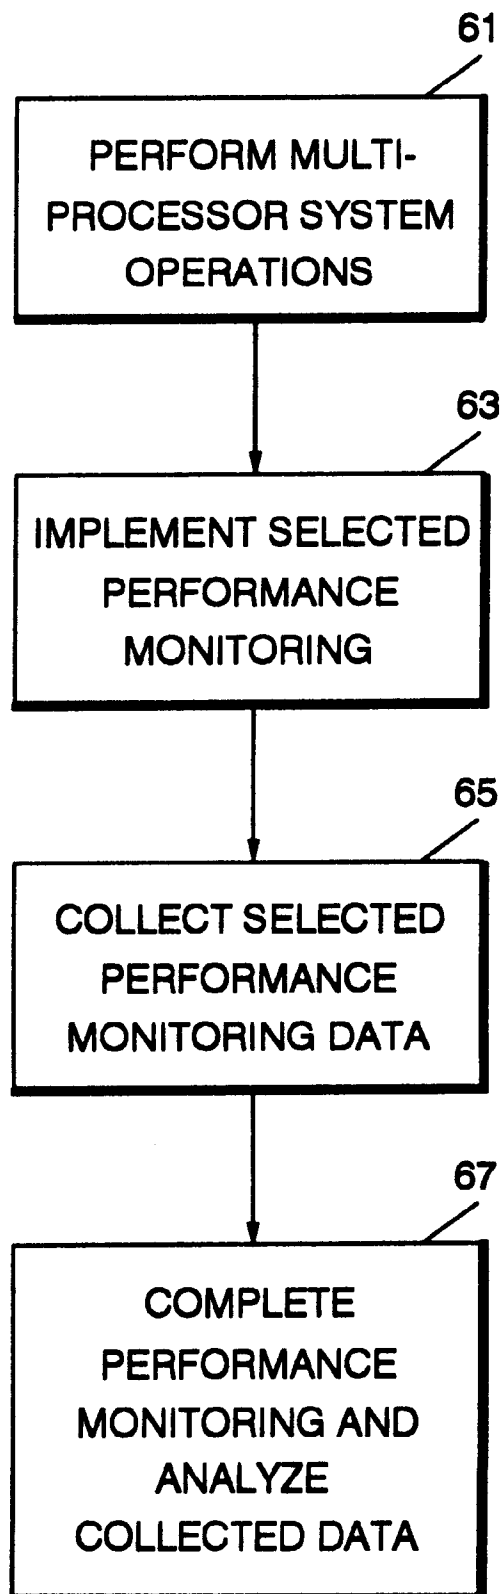 61
PERFORM MULTI-
PROCESSOR SYSTEM
OPERATIONS
63
IMPLEMENT SELECTED
PERFORMANCE
MONITORING
65
COLLECT SELECTED
PERFORMANCE
MONITORING DATA
67
COMPLETE
PERFORMANCE
MONITORING AND
ANALYZE
COLLECTED DATA